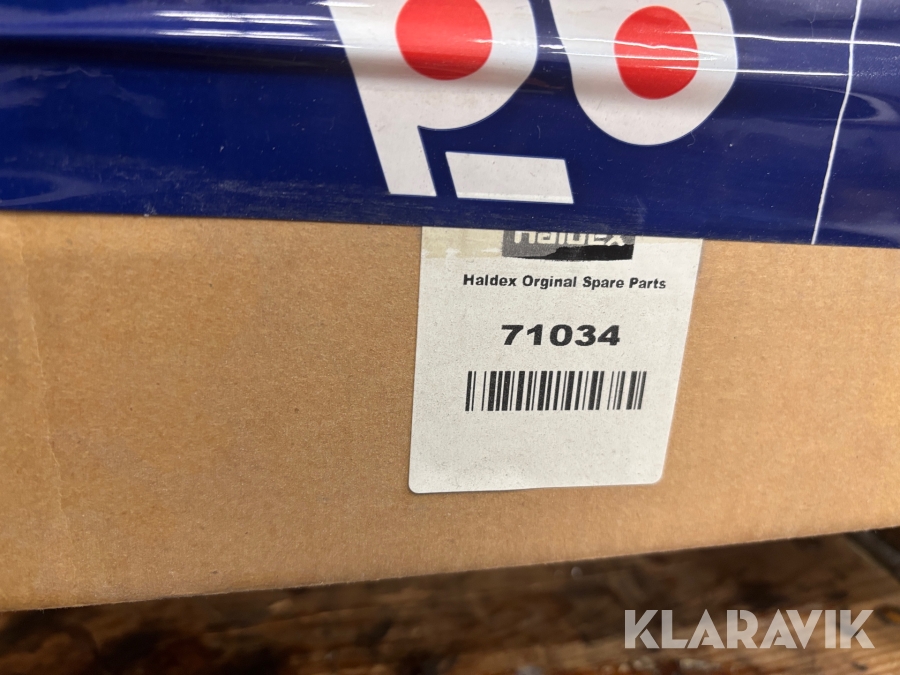 Haldex
Haldex Orginal Spare Parts
71034
KLARAVIK